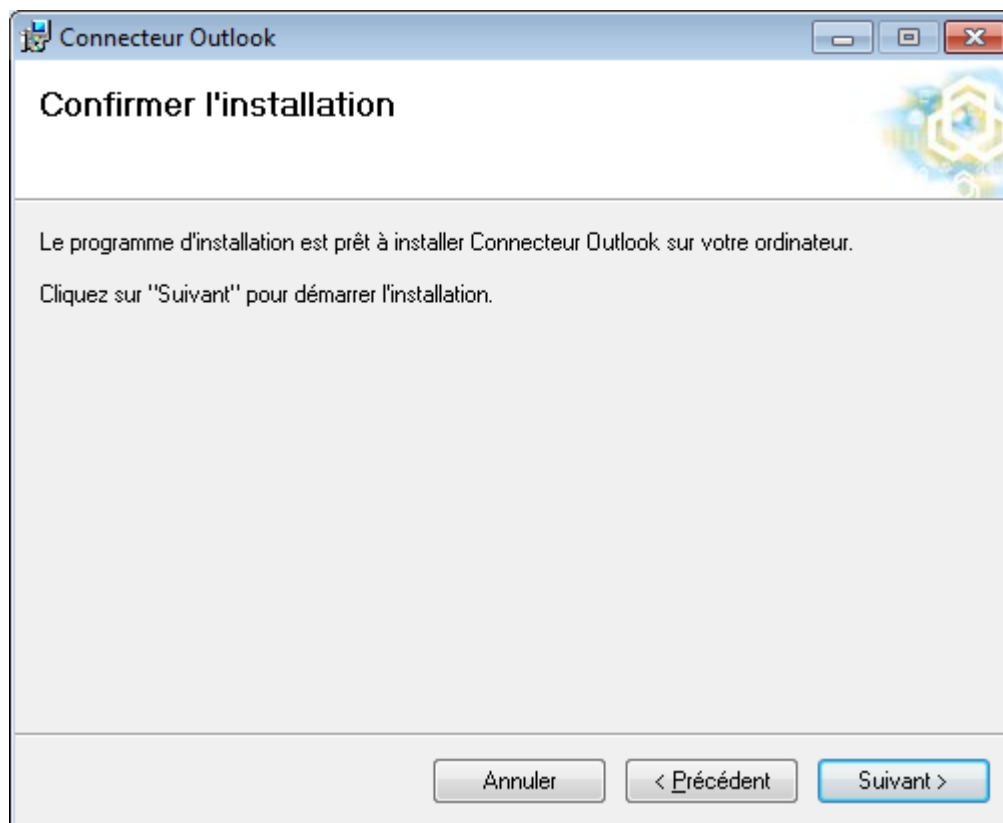 Connecteur Outlook
Confirmer l'installation
Le programme d'installation est prêt à installer Connecteur Outlook sur votre ordinateur.
Cliquez sur "Suivant" pour démarrer l'installation.
Annuler
< Précédent
Suivant >